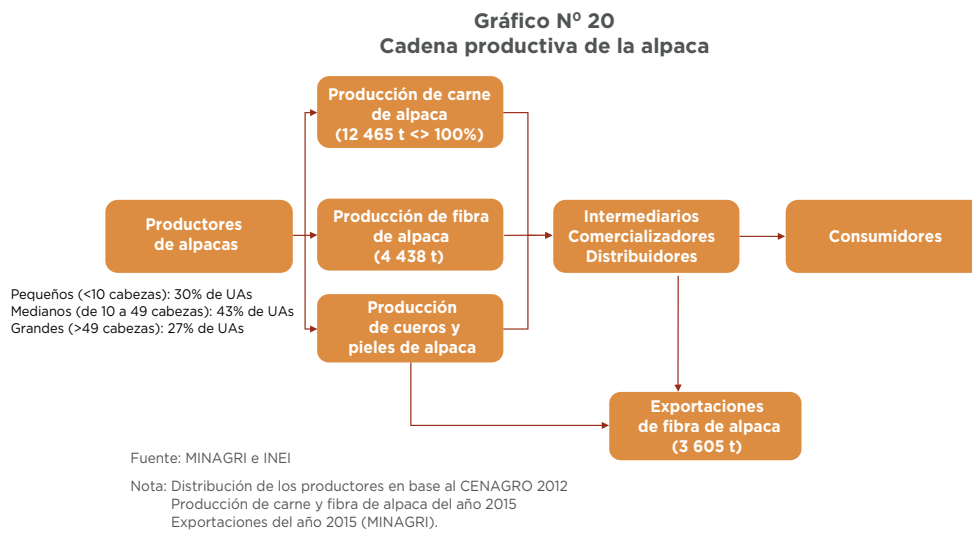 Gráfico Nº 20
Cadena productiva de la alpaca
Producción de carne
de alpaca
(12 465 t <> 100%)
Productores
de alpacas
Producción de fibra
de alpaca
(4 438 t)
Intermediarios
Comercializadores
Distribuidores
Consumidores
Pequeños (<10 cabezas): 30% de UAs
Medianos (de 10 a 49 cabezas): 43% de UAs
Grandes (>49 cabezas): 27% de UAs
Producción
de cueros y
pieles de alpaca
Exportaciones
de fibra de alpaca
(3 605 t)
Fuente: MINAGRI e INEI
Nota: Distribución de los productores en base al CENAGRO 2012
Producción de carne y fibra de alpaca del año 2015
Exportaciones del año 2015 (MINAGRI).